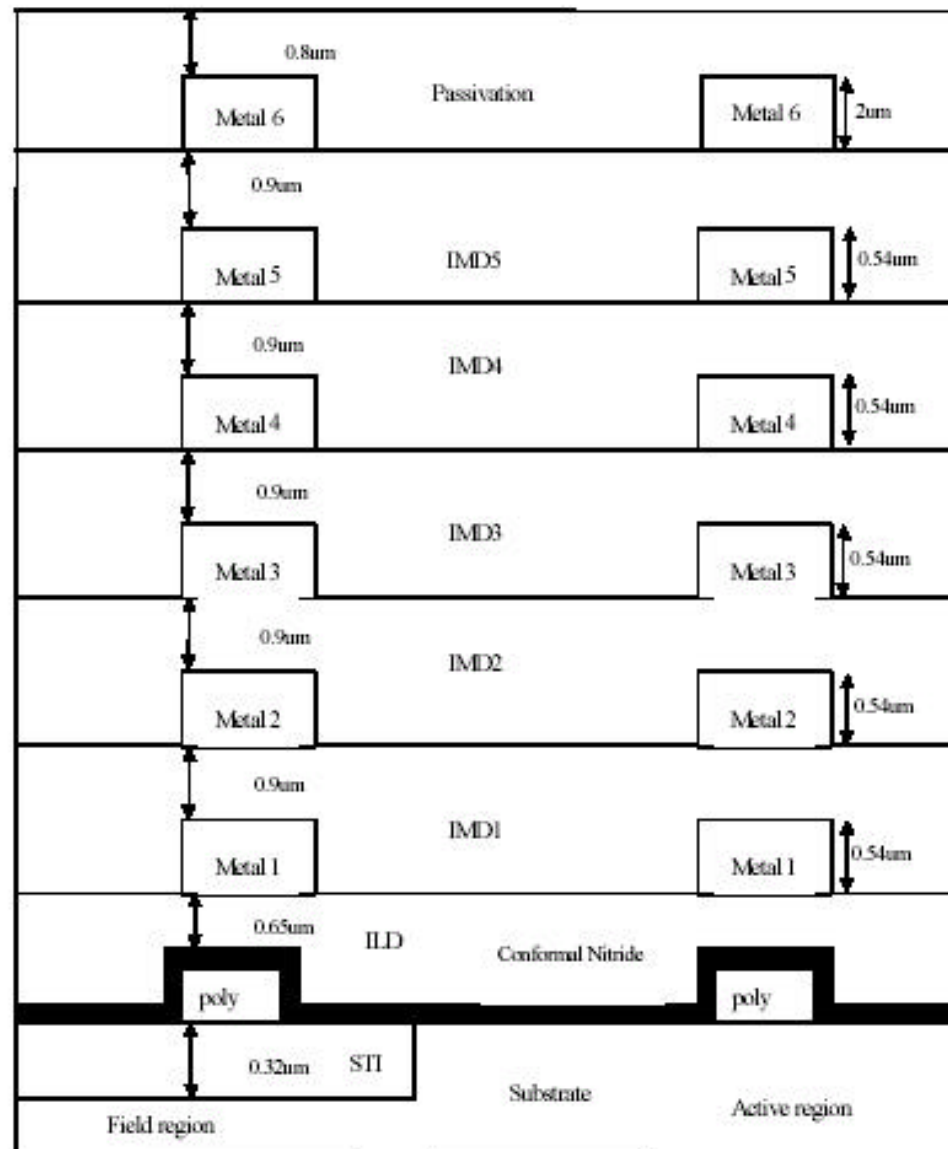 0.8um
Passivation
Metal 6
Metal 6
2um
0.9um
IMD5
Metal 5
Metal 5
0.54um
0.9um
IMD4
Metal 4
Metal 4
0.54um
0.9um
IMD3
Metal 3
Metal 3
0.54um
0.9um
IMD2
Metal 2
Metal 2
0.54um
0.9um
IMD1
Metal 1
Metal 1
0.54um
0.65um
ILD
Conformal Nitride
poly
poly
0.32um
STI
Substrate
Active region
Field region